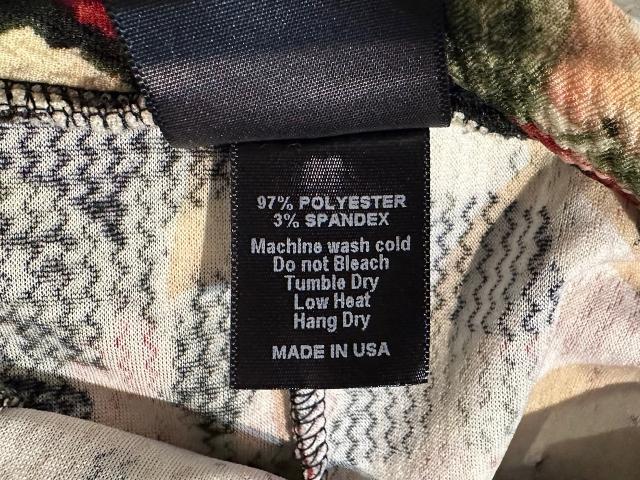 97% POLYESTER
3% SPANDEX
Machine wash cold
Do not Bleach
Tumble Dry
Low Heat
Hang Dry
MADE IN USA